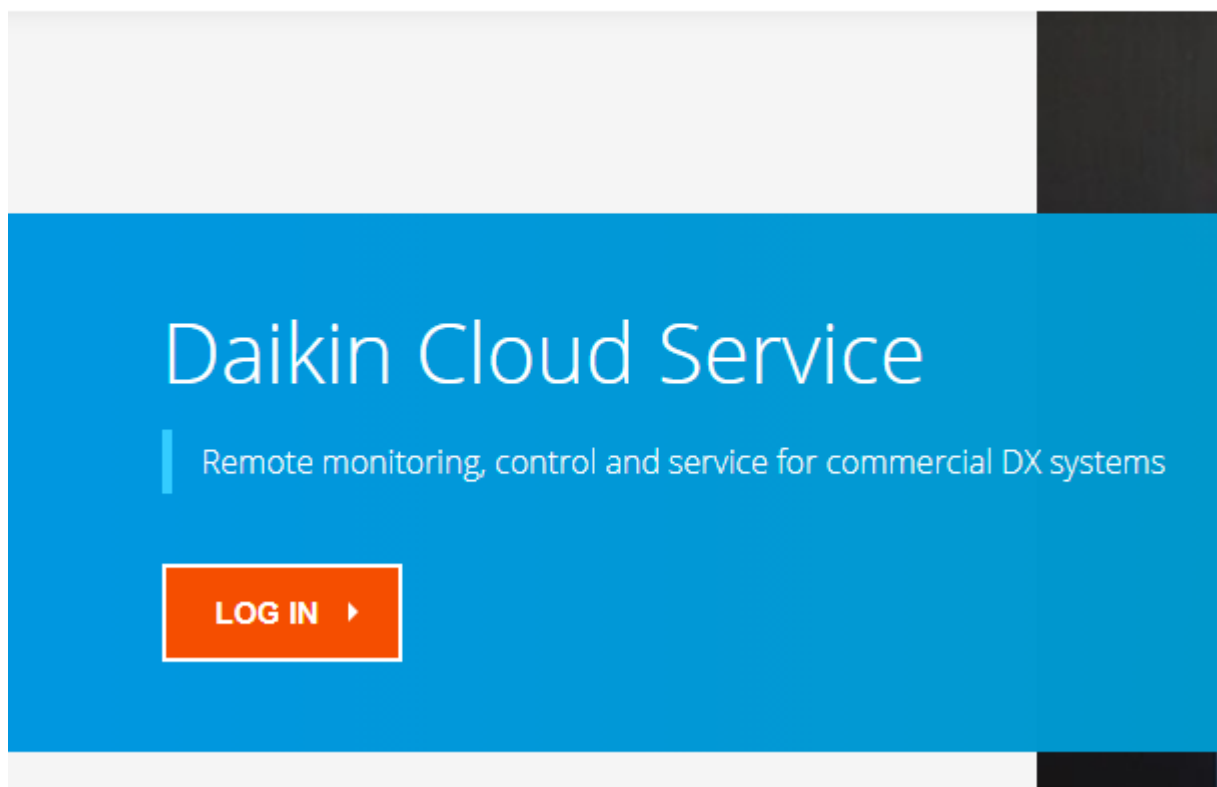 Daikin Cloud Service
Remote monitoring, control and service for commercial DX systems
LOG IN